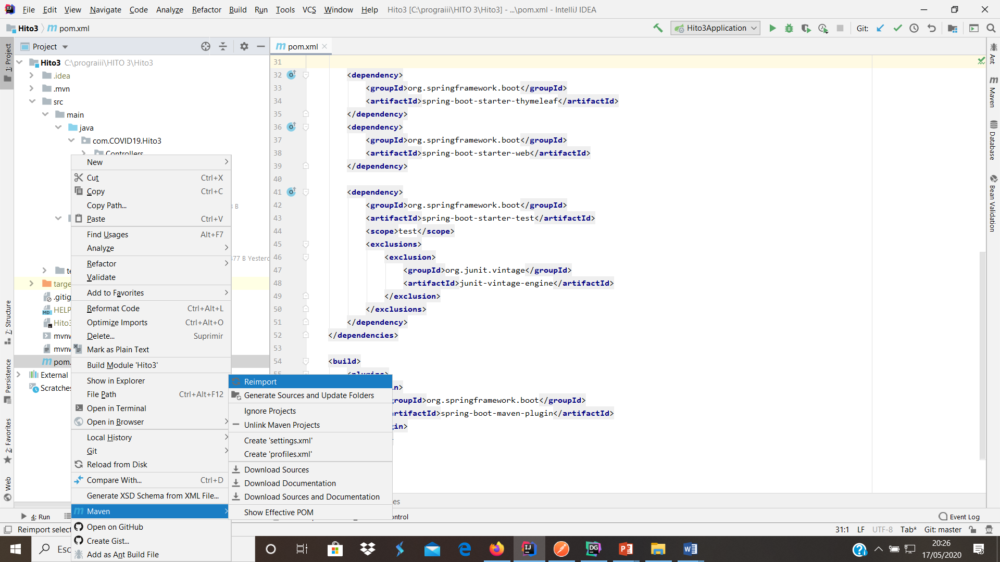 File Edit View Navigate Code Analyze Refactor Build Run Tools VCS Window Help Hito3 [C:\prograiii\HITO 3\Hito3] - ...\pom.xml - IntelliJ IDEA
Hito3 pom.xml Hito3Application Git:
Project pom.xml
1: Project
7: Structure
Persistence
2: Favorites
Web
Hito3 C:\prograiii\HITO 3\Hito3
.idea
.mvn
src
main
java
com.COVID19.Hito3
Controllers
B
477 B Yesterd
te
targe
.gitig
HELP
Hito3
mvnw
mvnw
pom.
External
Scratches
New
Cut Ctrl+X
Copy Ctrl+C
Copy Path...
Paste Ctrl+V
Find Usages Alt+F7
Analyze
Refactor
Validate
Add to Favorites
Reformat Code Ctrl+Alt+L
Optimize Imports Ctrl+Alt+O
Delete... Suprimir
Mark as Plain Text
Build Module 'Hito3'
Show in Explorer
File Path Ctrl+Alt+F12
Open in Terminal
Open in Browser
Local History
Git
Reload from Disk
Compare With... Ctrl+D
Generate XSD Schema from XML File...
Maven
Open on GitHub
Create Gist...
Add as Ant Build File
Reimport
Generate Sources and Update Folders
Ignore Projects
Unlink Maven Projects
Create 'settings.xml'
Create 'profiles.xml'
Download Sources
Download Documentation
Download Sources and Documentation
Show Effective POM
31
32 <dependency>
33 <groupId>org.springframework.boot</groupId>
34 <artifactId>spring-boot-starter-thymeleaf</artifactId>
35 </dependency>
36 <dependency>
37 <groupId>org.springframework.boot</groupId>
38 <artifactId>spring-boot-starter-web</artifactId>
39 </dependency>
40
41 <dependency>
42 <groupId>org.springframework.boot</groupId>
43 <artifactId>spring-boot-starter-test</artifactId>
44 <scope>test</scope>
45 <exclusions>
46 <exclusion>
47 <groupId>org.junit.vintage</groupId>
48 <artifactId>junit-vintage-engine</artifactId>
49 </exclusion>
50 </exclusions>
51 </dependency>
52 </dependencies>
53
54 <build>
55 <plugins>
in>
roupId>org.springframework.boot</groupId>
rtifactId>spring-boot-maven-plugin</artifactId>
gin>
es
Ant
Maven
Database
Bean Validation
4: Run ontrol Event Log
Reimport select 31:1 LF UTF-8 Tab* Git: master
Esc
20:26
17/05/2020